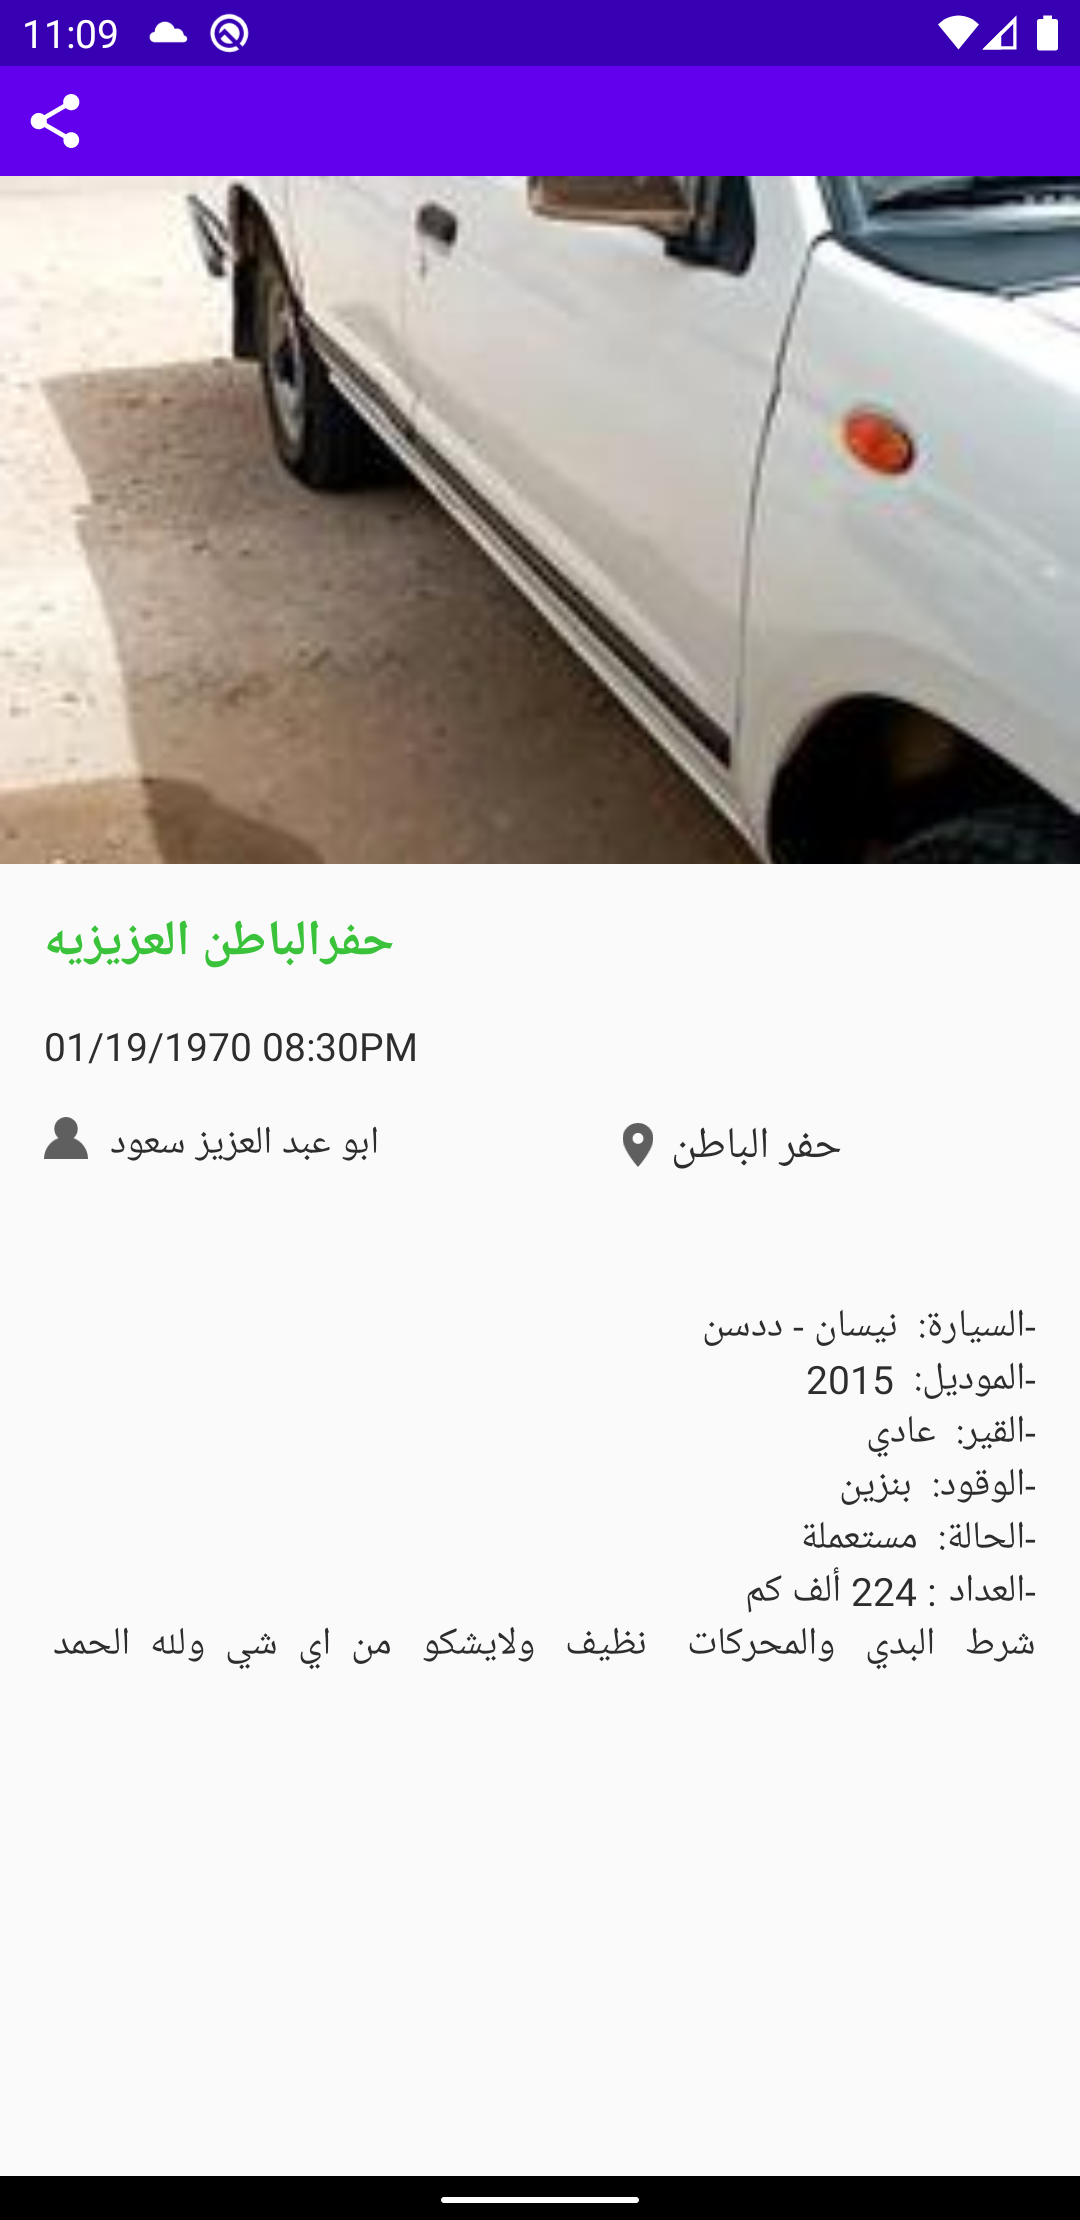 11:09
حفرالباطن العزيزيه
01/19/1970 08:30PM
ابو عبد العزيز سعود
حفر الباطن
-السيارة: نيسان - ددسن
-الموديل: 2015
-القير: عادي
-الوقود: بنزين
-الحالة: مستعملة
-العداد : 224 ألف كم
شرط البدي والمحركات نظيف ولايشكو من اي شي ولله الحمد